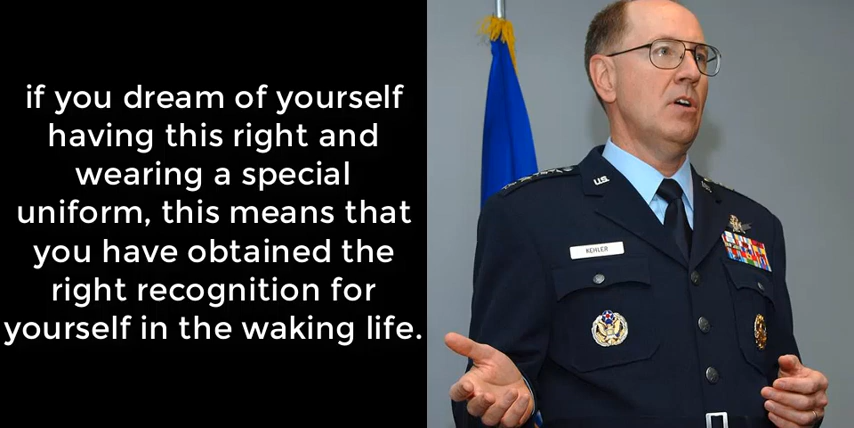 if you dream of yourself
having this right and
wearing a special
uniform, this means that
you have obtained the
right recognition for
yourself in the waking life.
U.S.
KEHLER